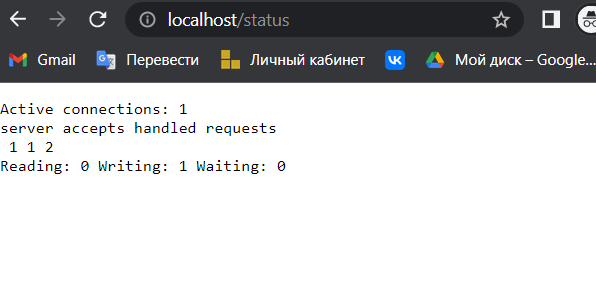 localhost/status
Gmail Перевести Личный кабинет Мой диск – Google...
Active connections: 1
server accepts handled requests
1 1 2
Reading: 0 Writing: 1 Waiting: 0